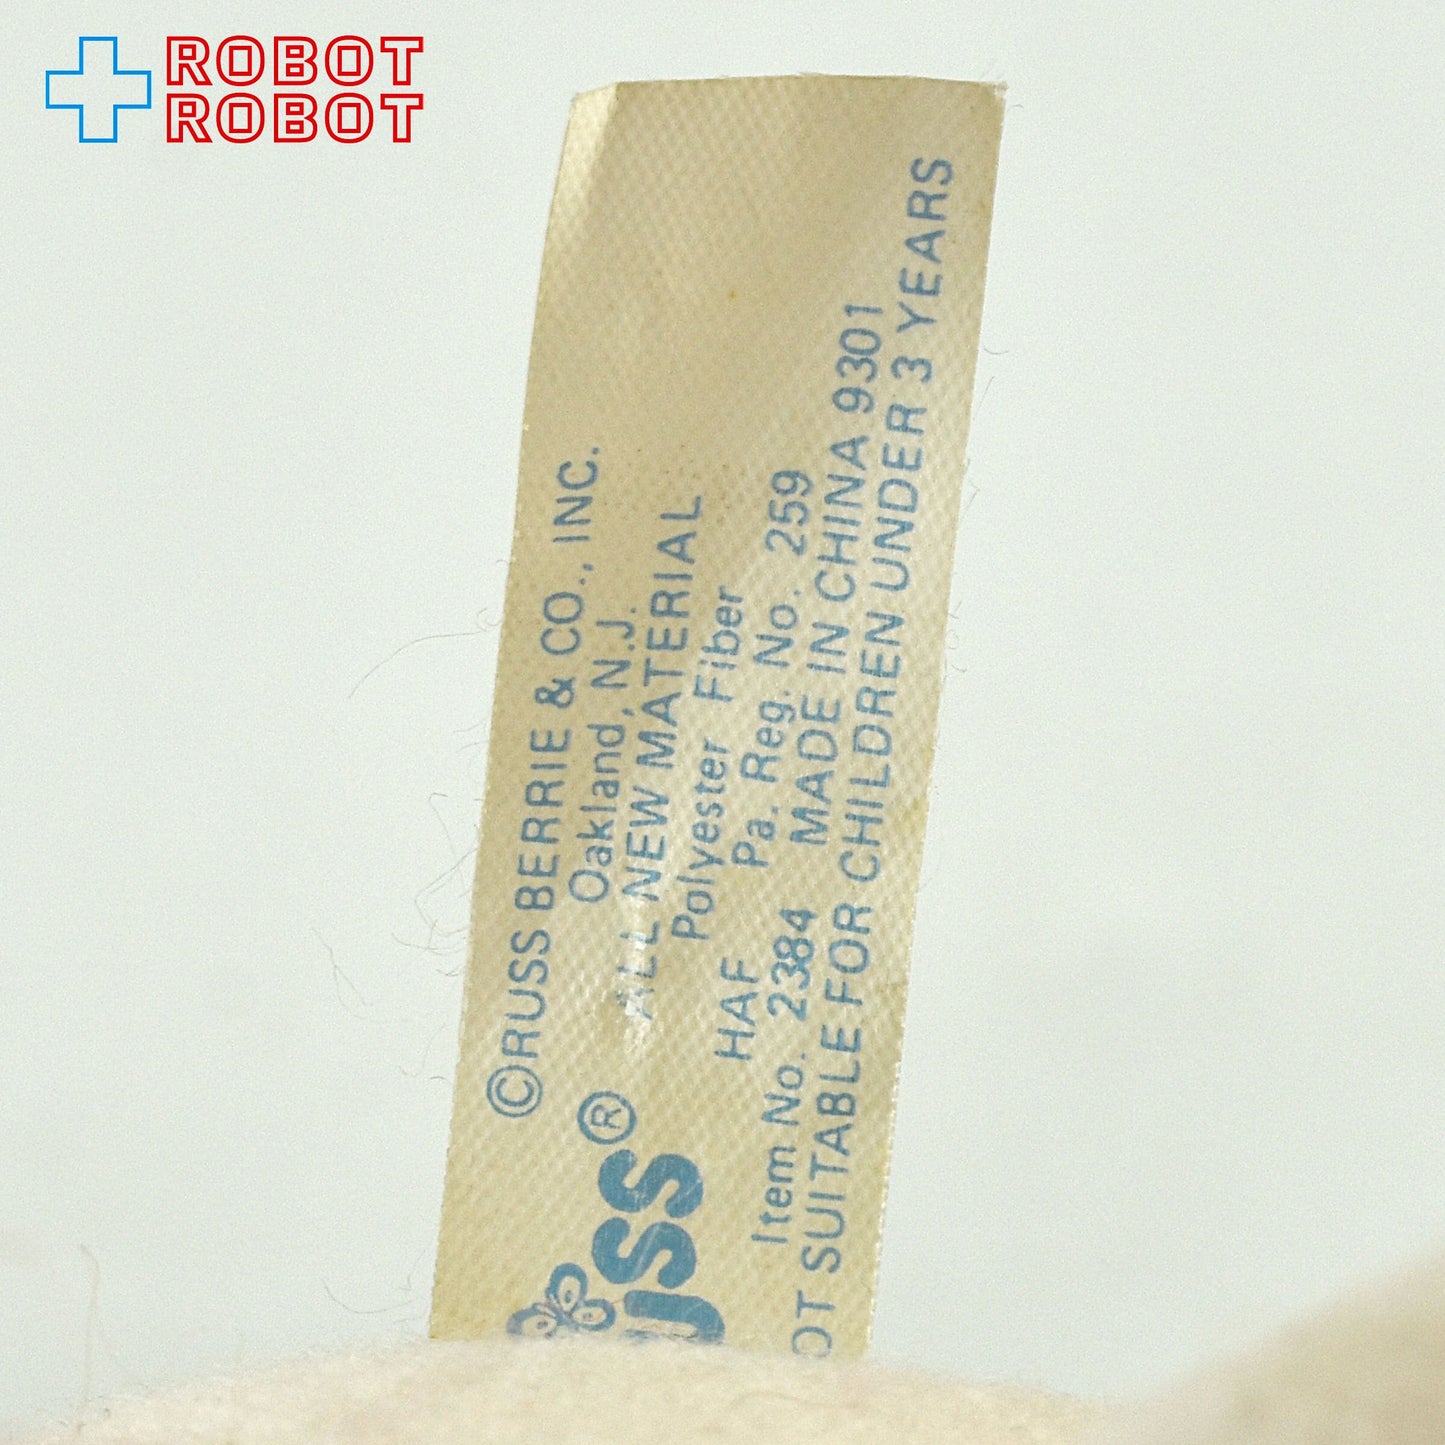 ROBOT
ROBOT
©RUSS BERRIE & CO., INC.
Oakland, N.J.
ALL NEW MATERIAL
Polyester Fiber
HAF Pa. Reg. No. 259
Item No. 2384 MADE IN CHINA 9301
OT SUITABLE FOR CHILDREN UNDER 3 YEARS
uss®